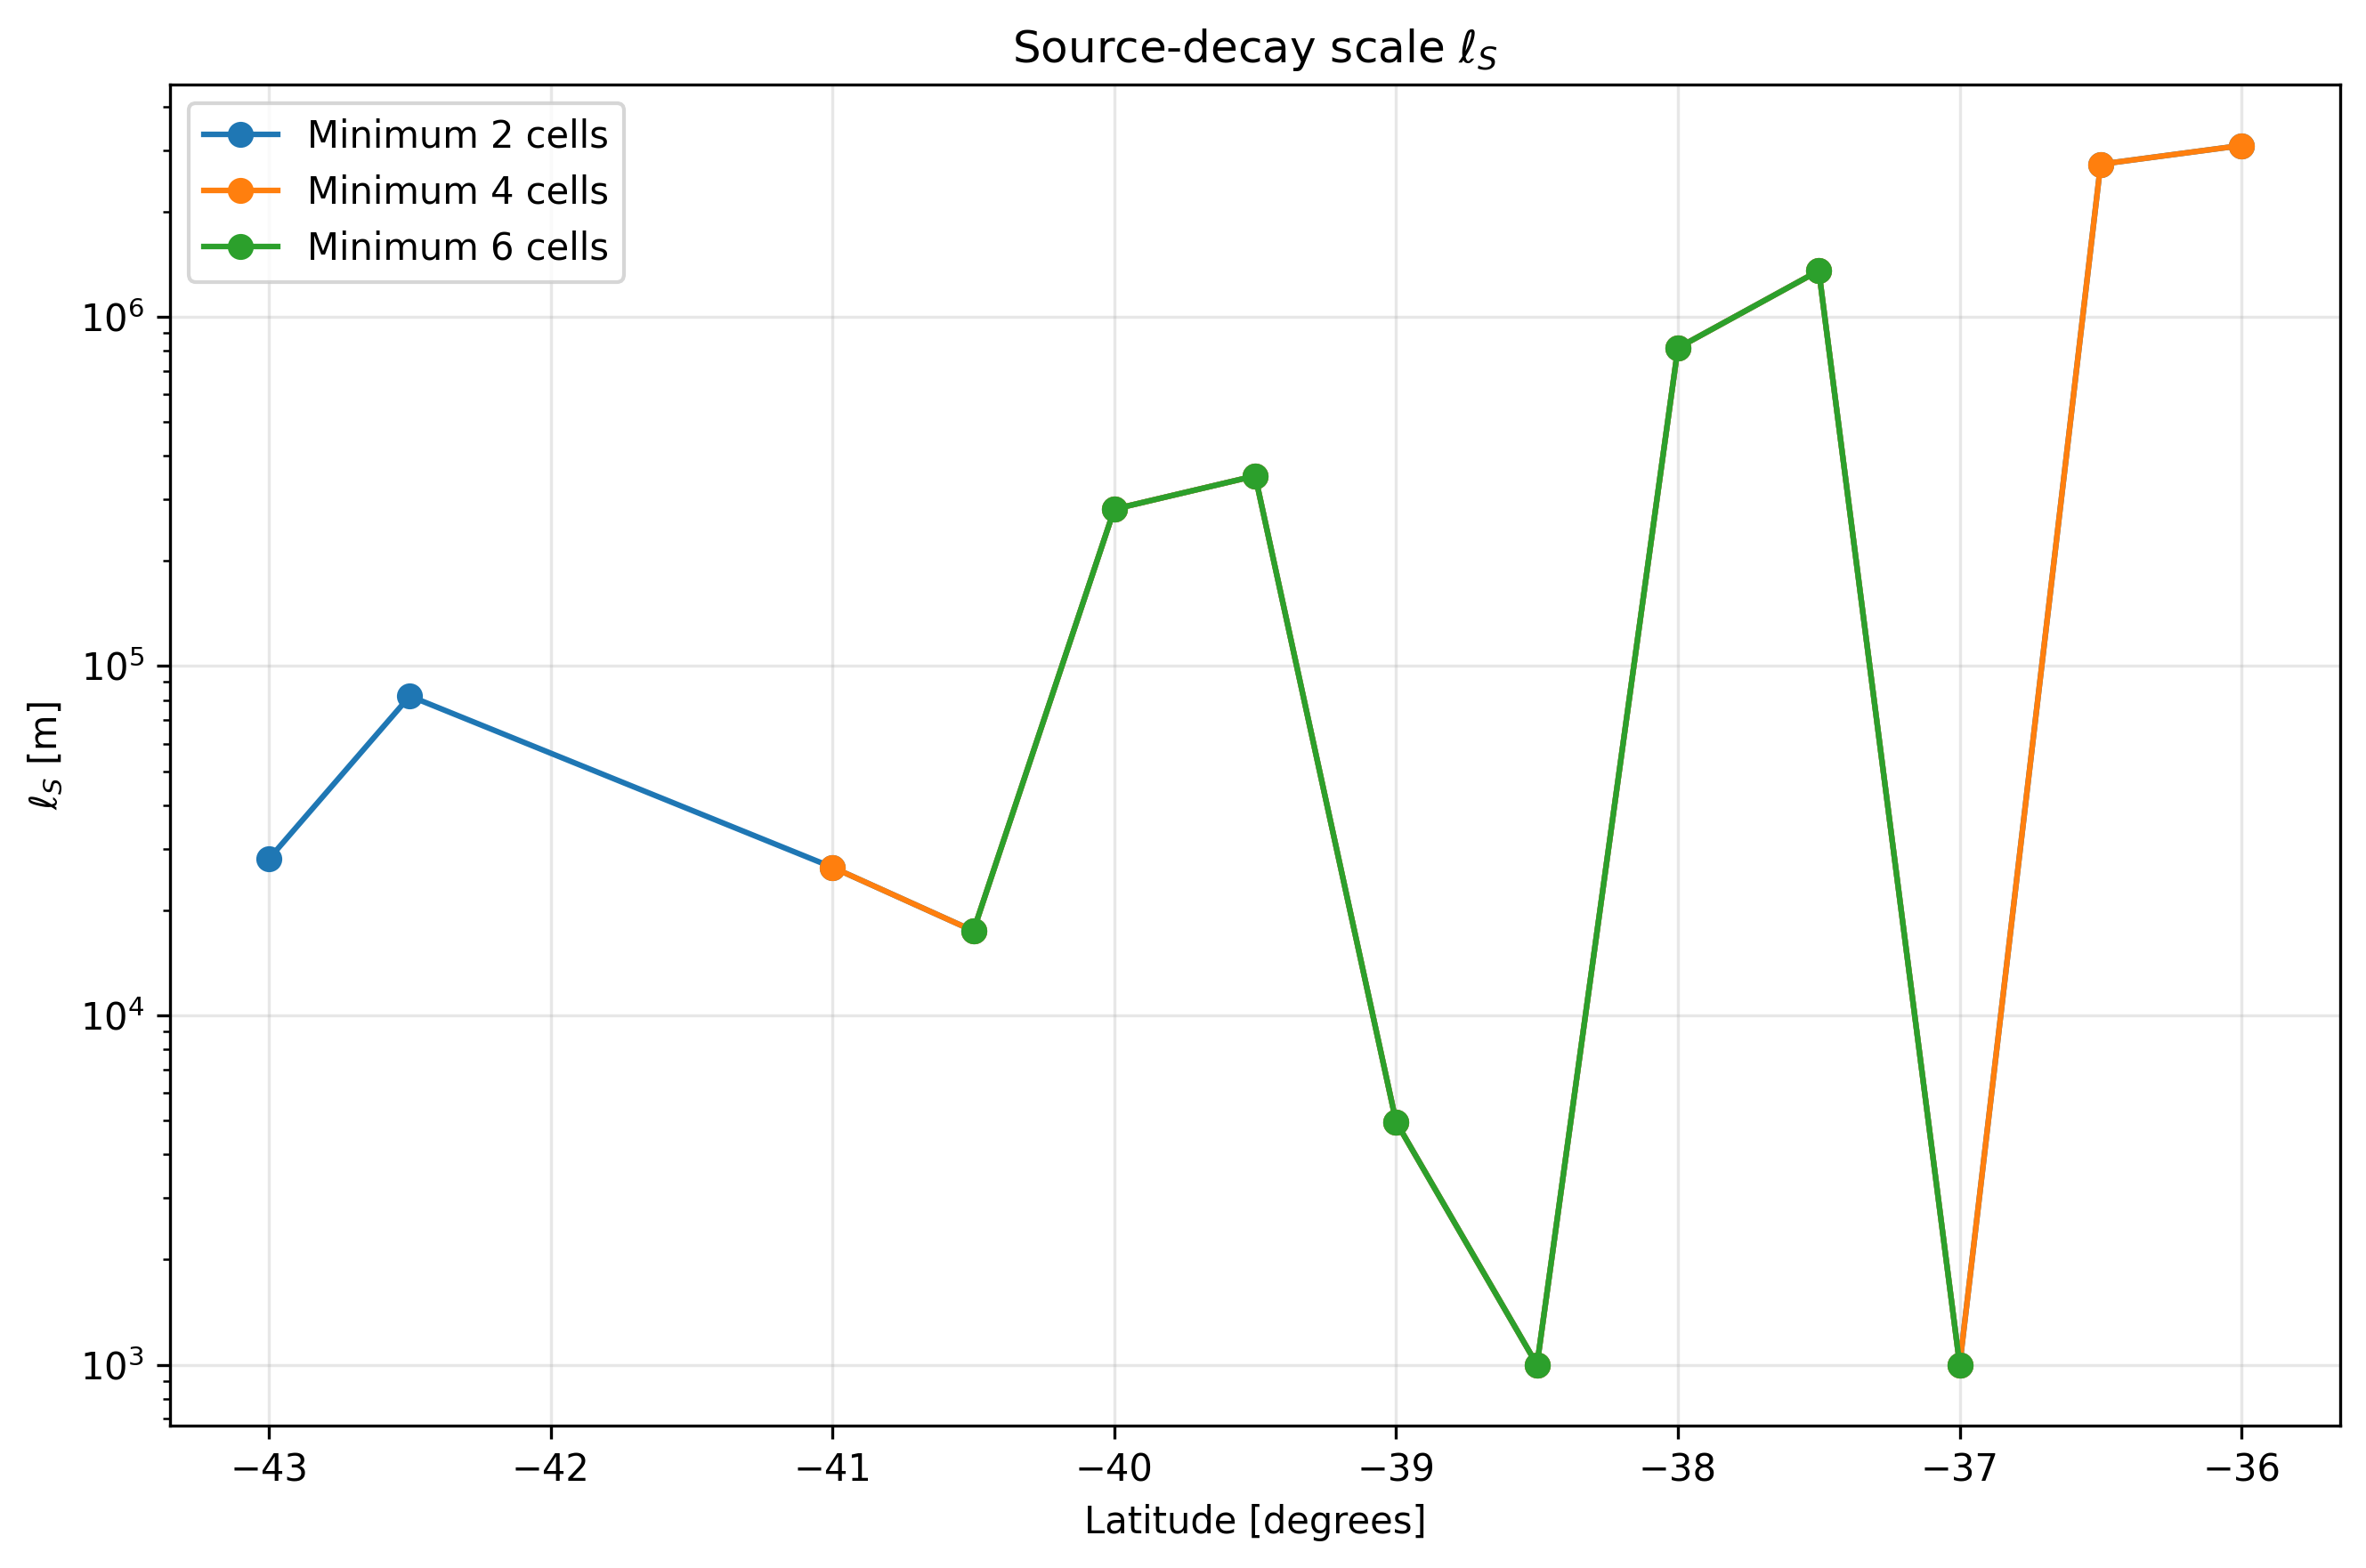 Source-decay scale ℓ_S
Minimum 2 cells
Minimum 4 cells
Minimum 6 cells
ℓ_S [m]
10^6
10^5
10^4
10^3
−43 −42 −41 −40 −39 −38 −37 −36
Latitude [degrees]